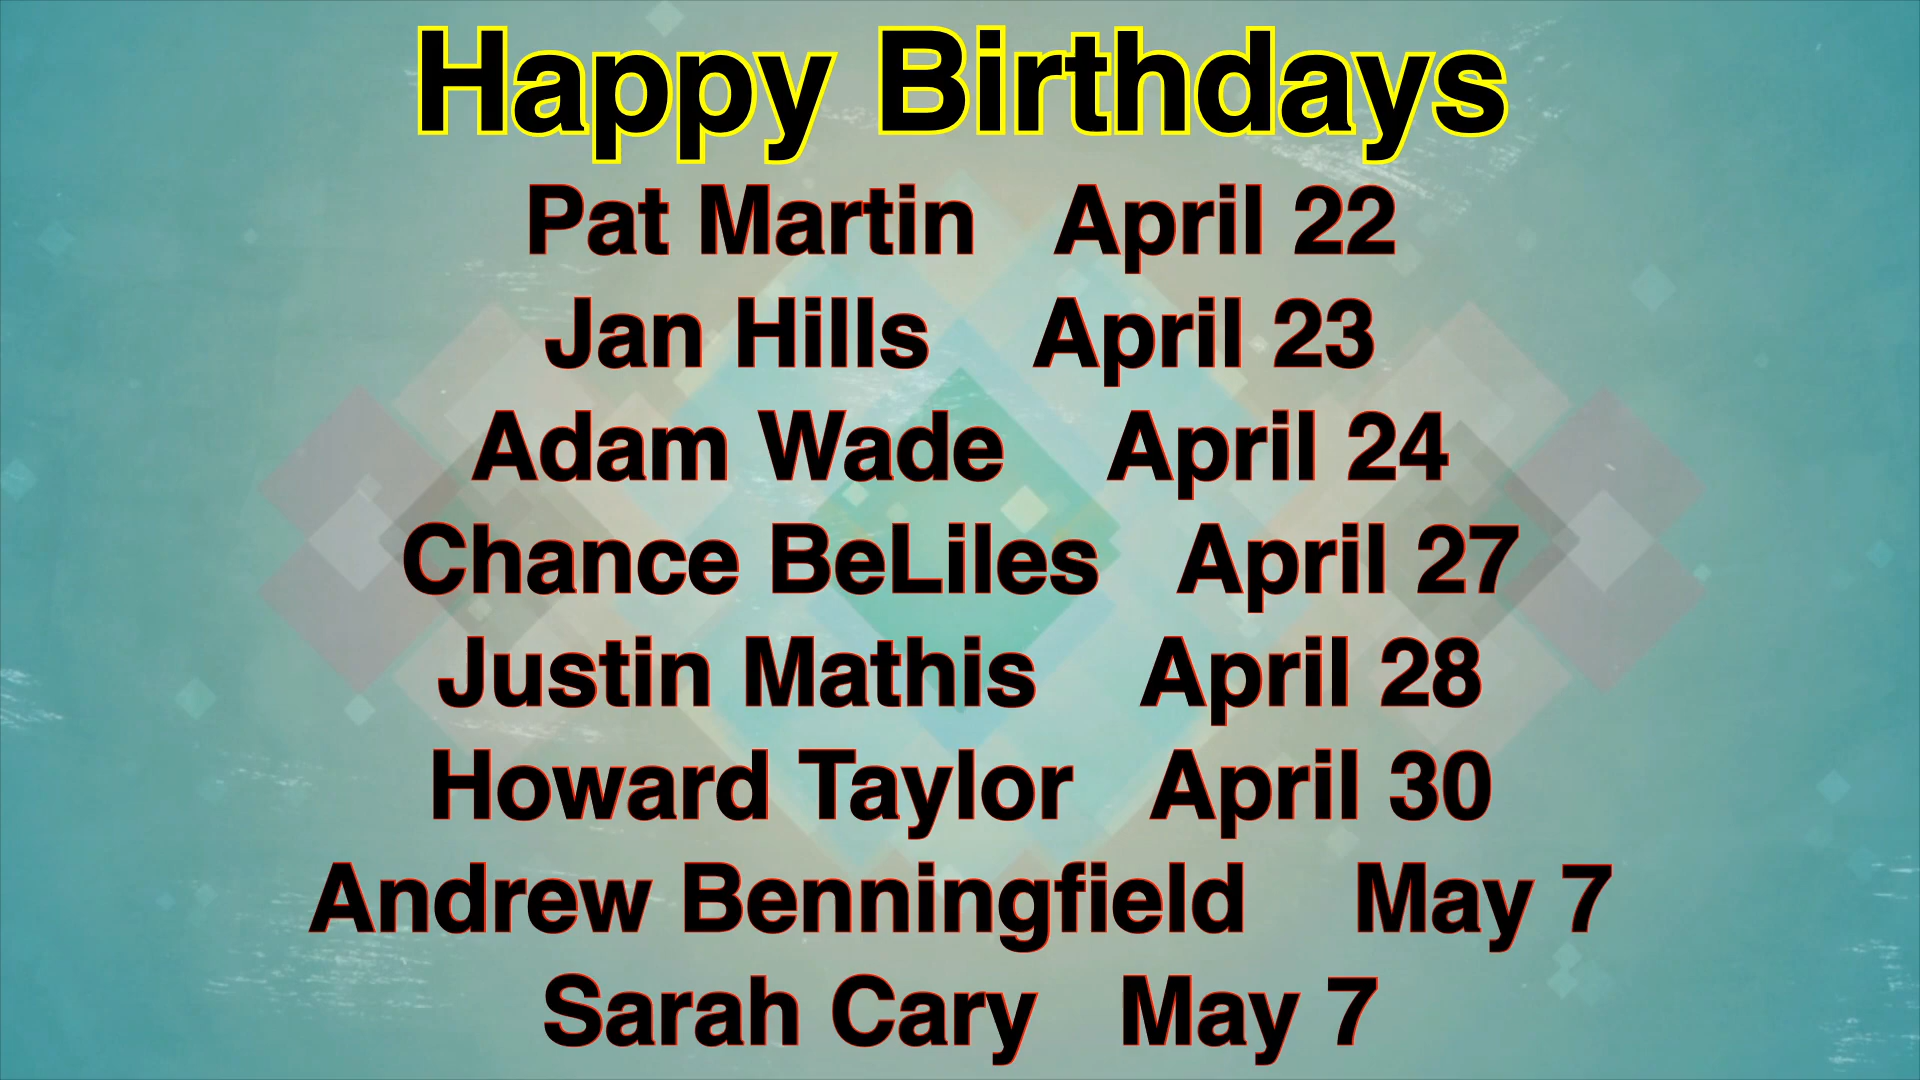 Happy Birthdays
Pat Martin April 22
Jan Hills April 23
Adam Wade April 24
Chance BeLiles April 27
Justin Mathis April 28
Howard Taylor April 30
Andrew Benningfield May 7
Sarah Cary May 7